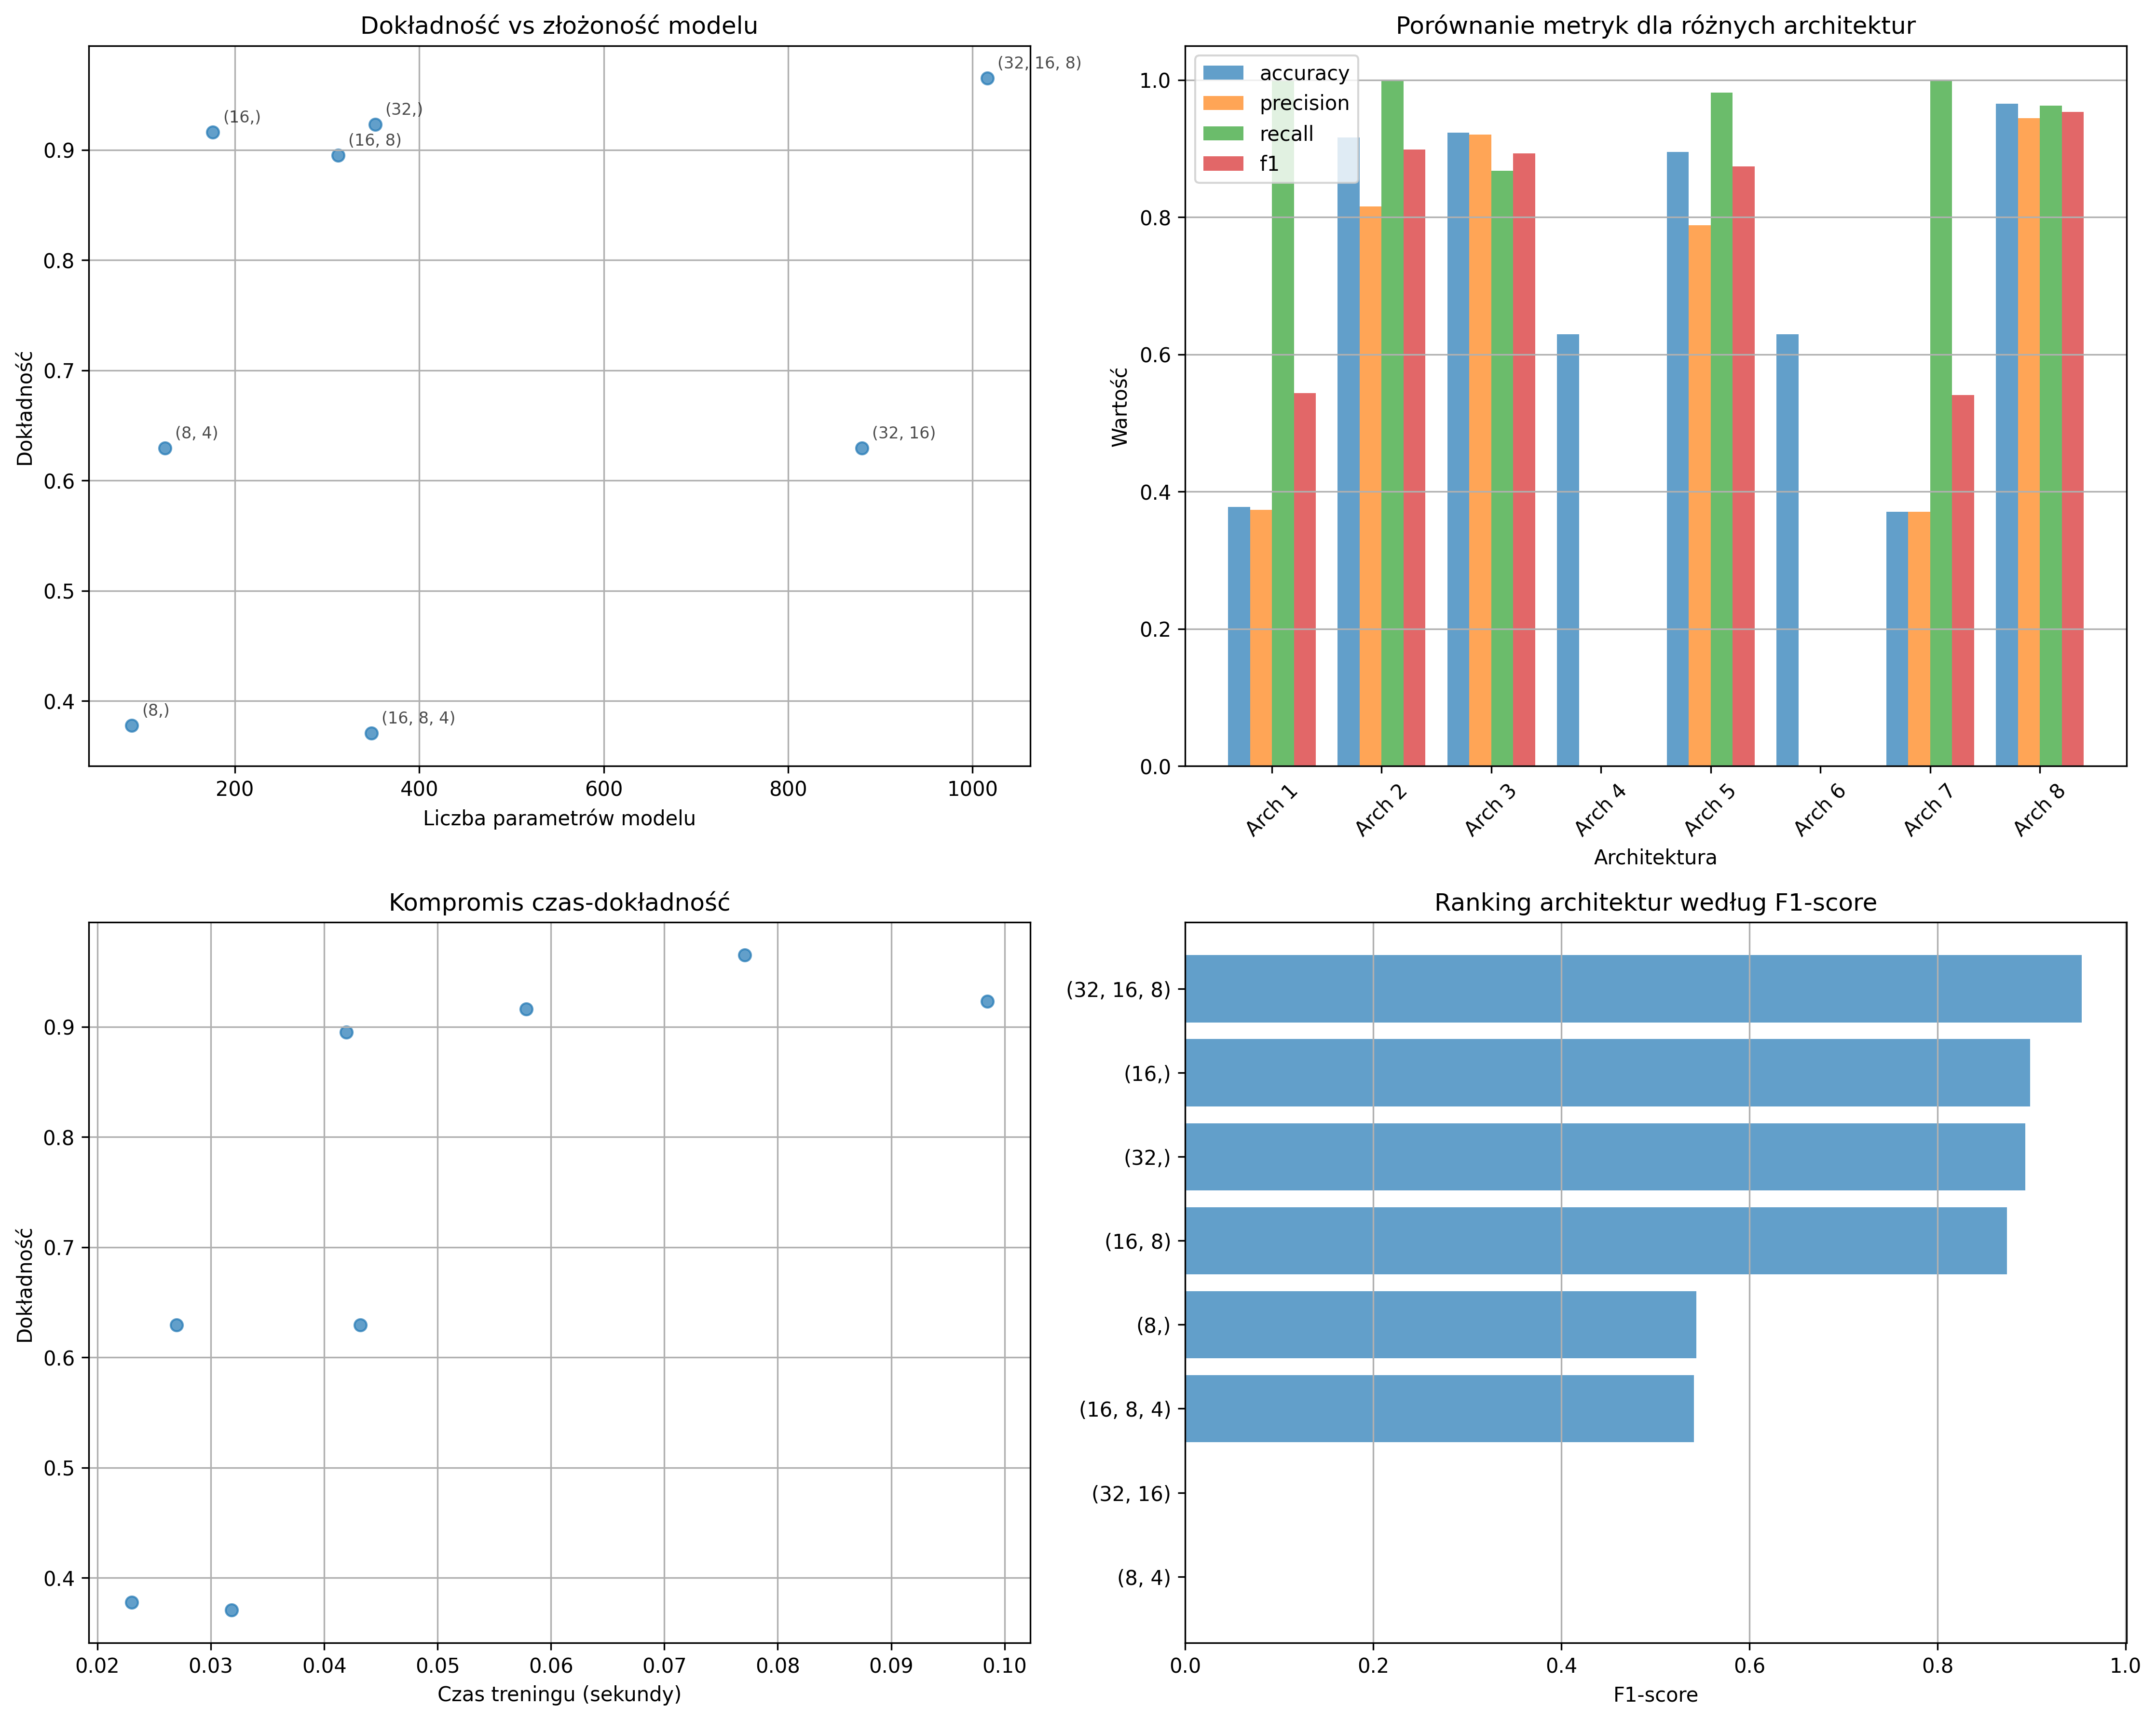 Dokładność vs złożoność modelu
Dokładność
0.9
0.8
0.7
0.6
0.5
0.4
(32, 16, 8)
(16,)
(32,)
(16, 8)
(8, 4)
(32, 16)
(8,)
(16, 8, 4)
200 400 600 800 1000
Liczba parametrów modelu
Porównanie metryk dla różnych architektur
Wartość
1.0
0.8
0.6
0.4
0.2
0.0
accuracy
precision
recall
f1
Arch 1 Arch 2 Arch 3 Arch 4 Arch 5 Arch 6 Arch 7 Arch 8
Architektura
Kompromis czas-dokładność
Dokładność
0.9
0.8
0.7
0.6
0.5
0.4
0.02 0.03 0.04 0.05 0.06 0.07 0.08 0.09 0.10
Czas treningu (sekundy)
Ranking architektur według F1-score
(32, 16, 8)
(16,)
(32,)
(16, 8)
(8,)
(16, 8, 4)
(32, 16)
(8, 4)
0.0 0.2 0.4 0.6 0.8 1.0
F1-score